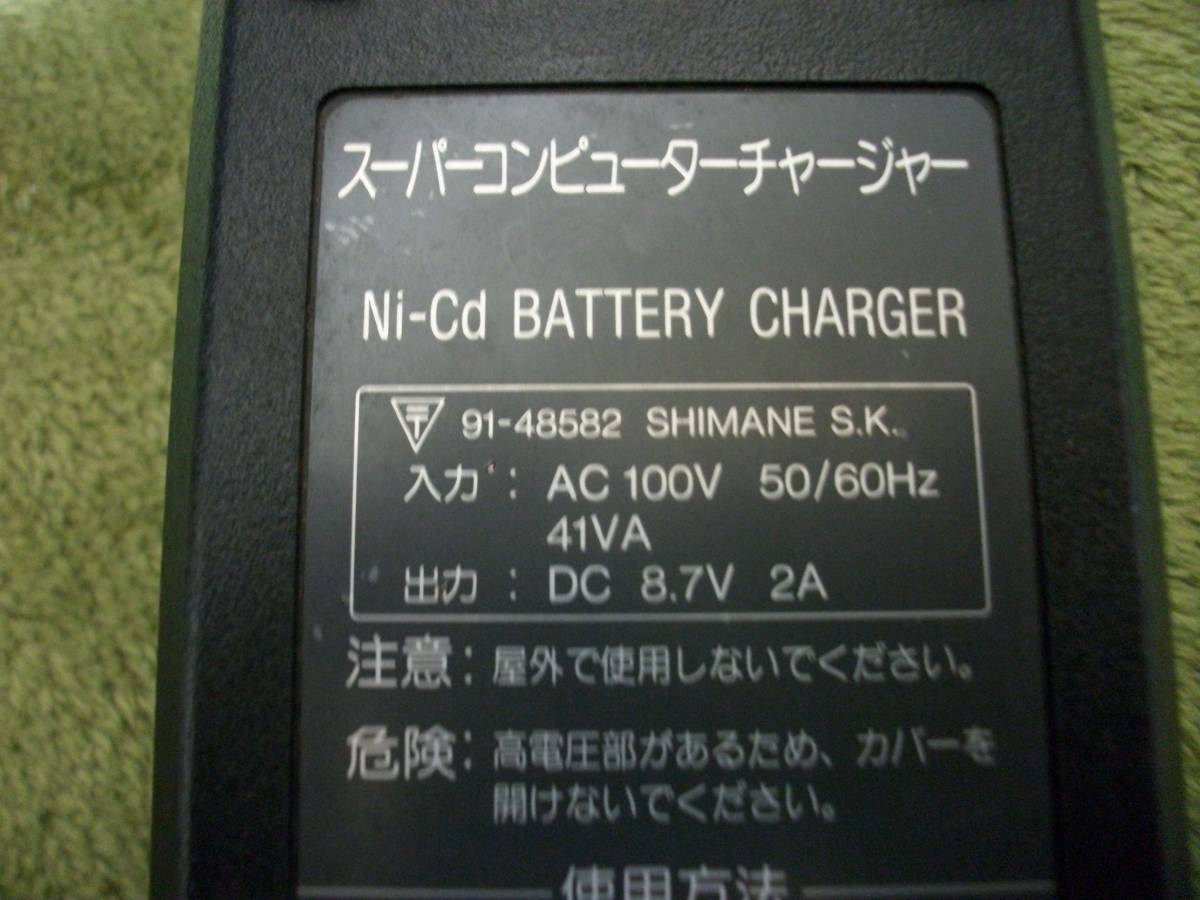 スーパーコンピューターチャージャー
Ni-Cd BATTERY CHARGER
〒 91-48582 SHIMANE S.K.
入力 : AC 100V 50/60Hz
41VA
出力 : DC 8.7V 2A
注意: 屋外で使用しないでください。
危険: 高電圧部があるため、カバーを
開けないでください。
使用方法